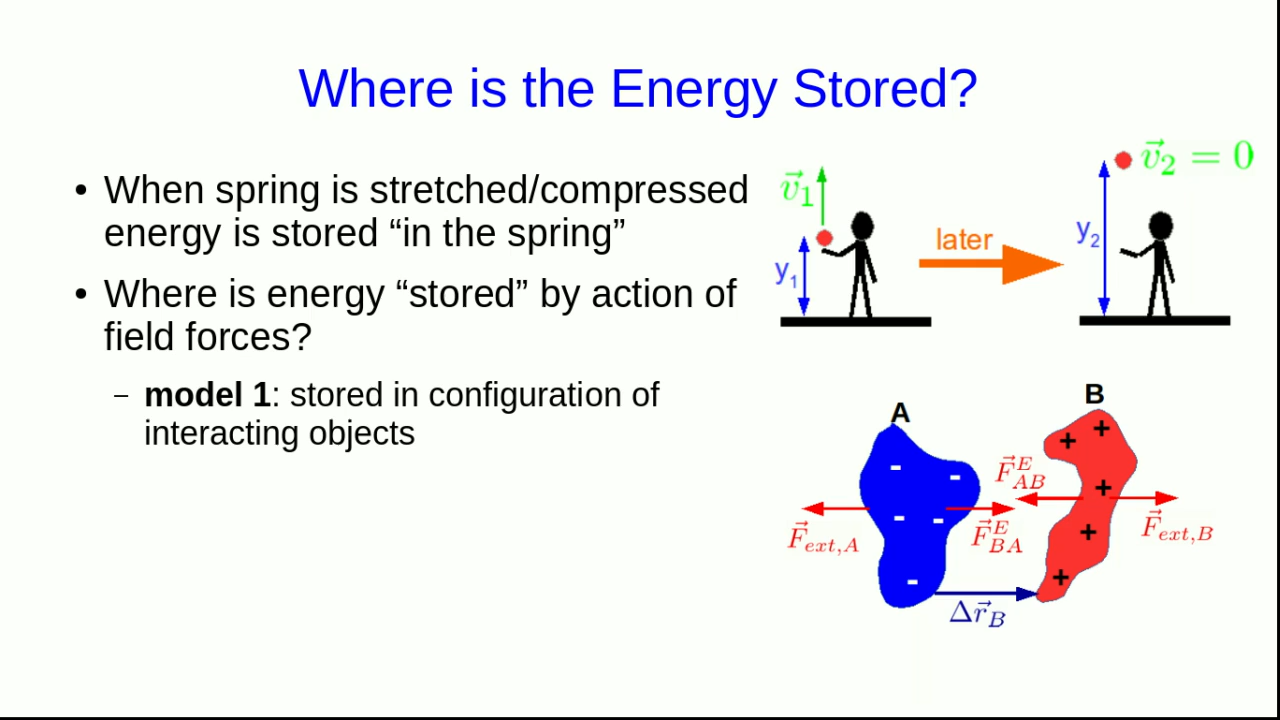 Where is the Energy Stored?
• When spring is stretched/compressed
energy is stored “in the spring”
• Where is energy “stored” by action of
field forces?
– model 1: stored in configuration of
interacting objects
v⃗₁
y₁
later
v⃗₂ = 0
y₂
A
B
- - - - -
+ + + + +
F⃗ext,A
F⃗ᴱBA
F⃗ᴱAB
F⃗ext,B
Δr⃗B